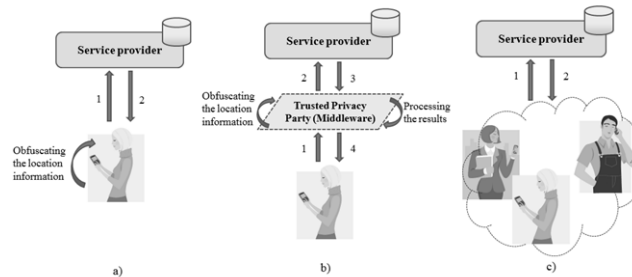 Service provider
1
2
Obfuscating
the location
information
a)
Service provider
2
3
Obfuscating
the location
information
Trusted Privacy
Party (Middleware)
Processing
the results
1
4
b)
Service provider
1
2
c)